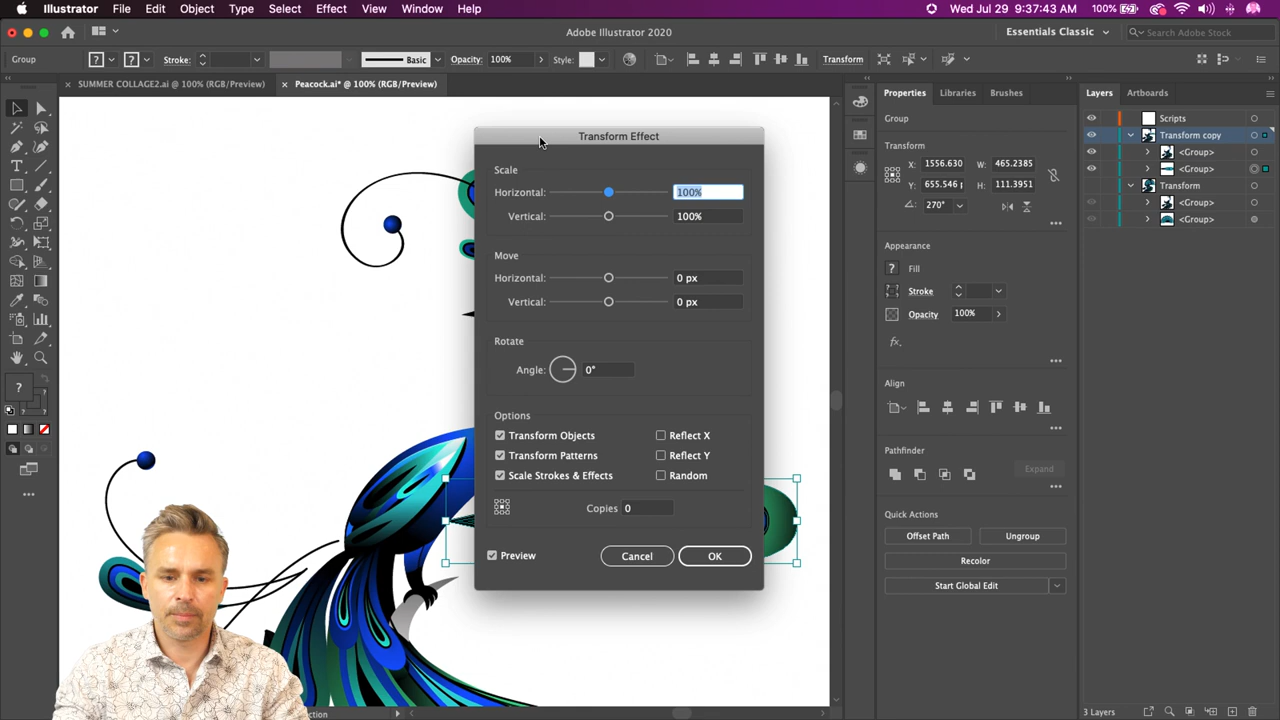 Illustrator File Edit Object Type Select Effect View Window Help Wed Jul 29 9:37:43 AM 100%
Adobe Illustrator 2020 Essentials Classic Search Adobe Stock
Group ? ? Stroke: Basic Opacity: 100% Style: Transform
× SUMMER COLLAGE2.ai @ 100% (RGB/Preview) × Peacock.ai* @ 100% (RGB/Preview)
Properties Libraries Brushes
Layers Artboards
Group
Transform
X: 1556.630 W: 465.2385
Y: 655.546 p H: 111.3951
270°
Appearance
? Fill
Stroke
Opacity 100%
fx.
Align
Pathfinder
Expand
Quick Actions
Offset Path Ungroup
Recolor
Start Global Edit
Scripts
Transform copy
<Group>
<Group>
Transform
<Group>
<Group>
3 Layers
Transform Effect
Scale
Horizontal: 100%
Vertical: 100%
Move
Horizontal: 0 px
Vertical: 0 px
Rotate
Angle: 0°
Options
Transform Objects Reflect X
Transform Patterns Reflect Y
Scale Strokes & Effects Random
Copies 0
Preview Cancel OK
?
ction